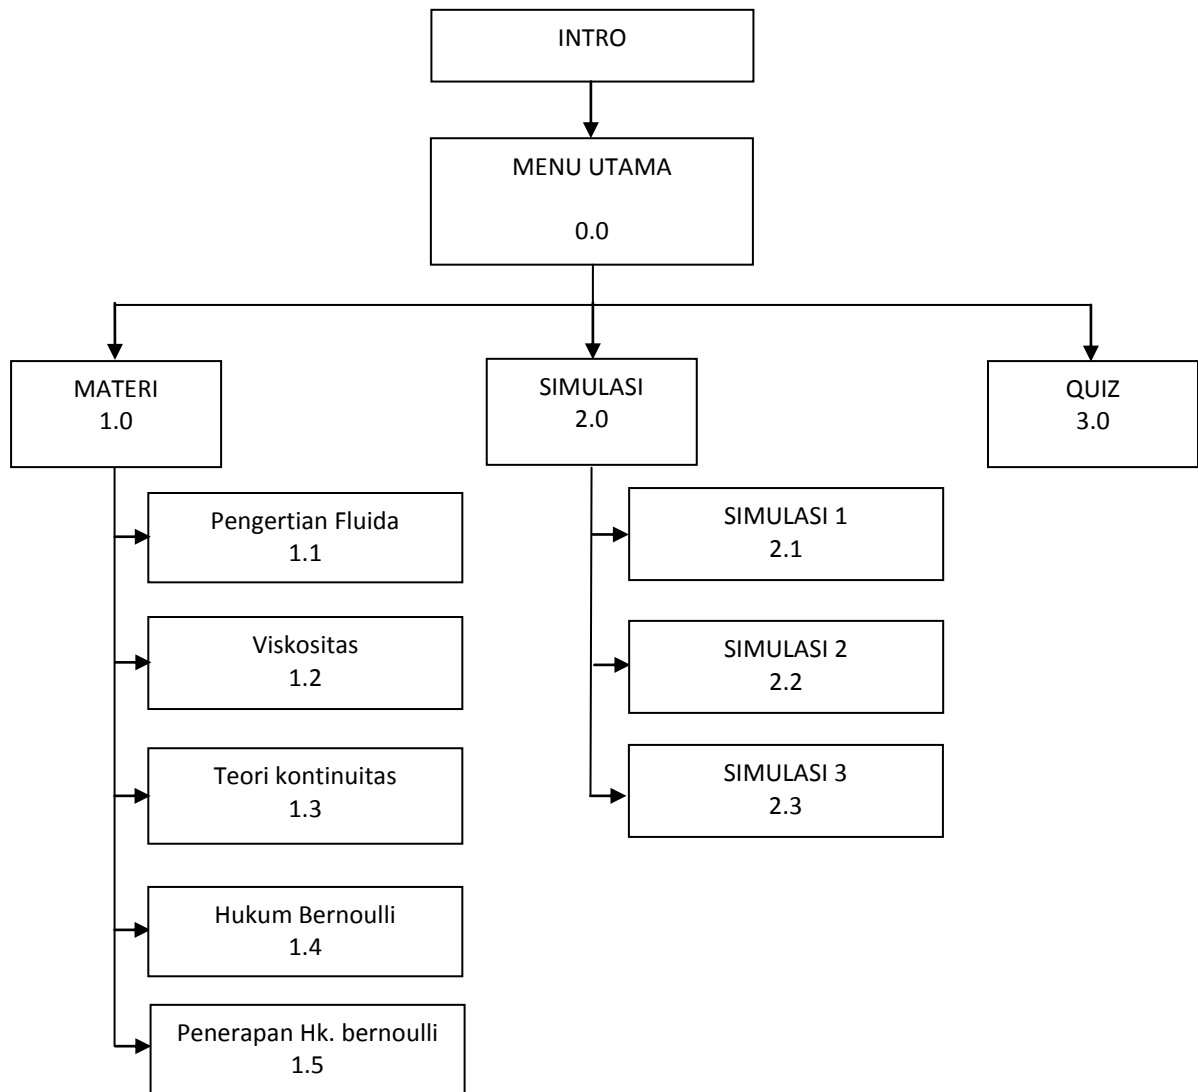 INTRO
MENU UTAMA
0.0
MATERI
1.0
SIMULASI
2.0
QUIZ
3.0
Pengertian Fluida
1.1
Viskositas
1.2
Teori kontinuitas
1.3
Hukum Bernoulli
1.4
Penerapan Hk. bernoulli
1.5
SIMULASI 1
2.1
SIMULASI 2
2.2
SIMULASI 3
2.3